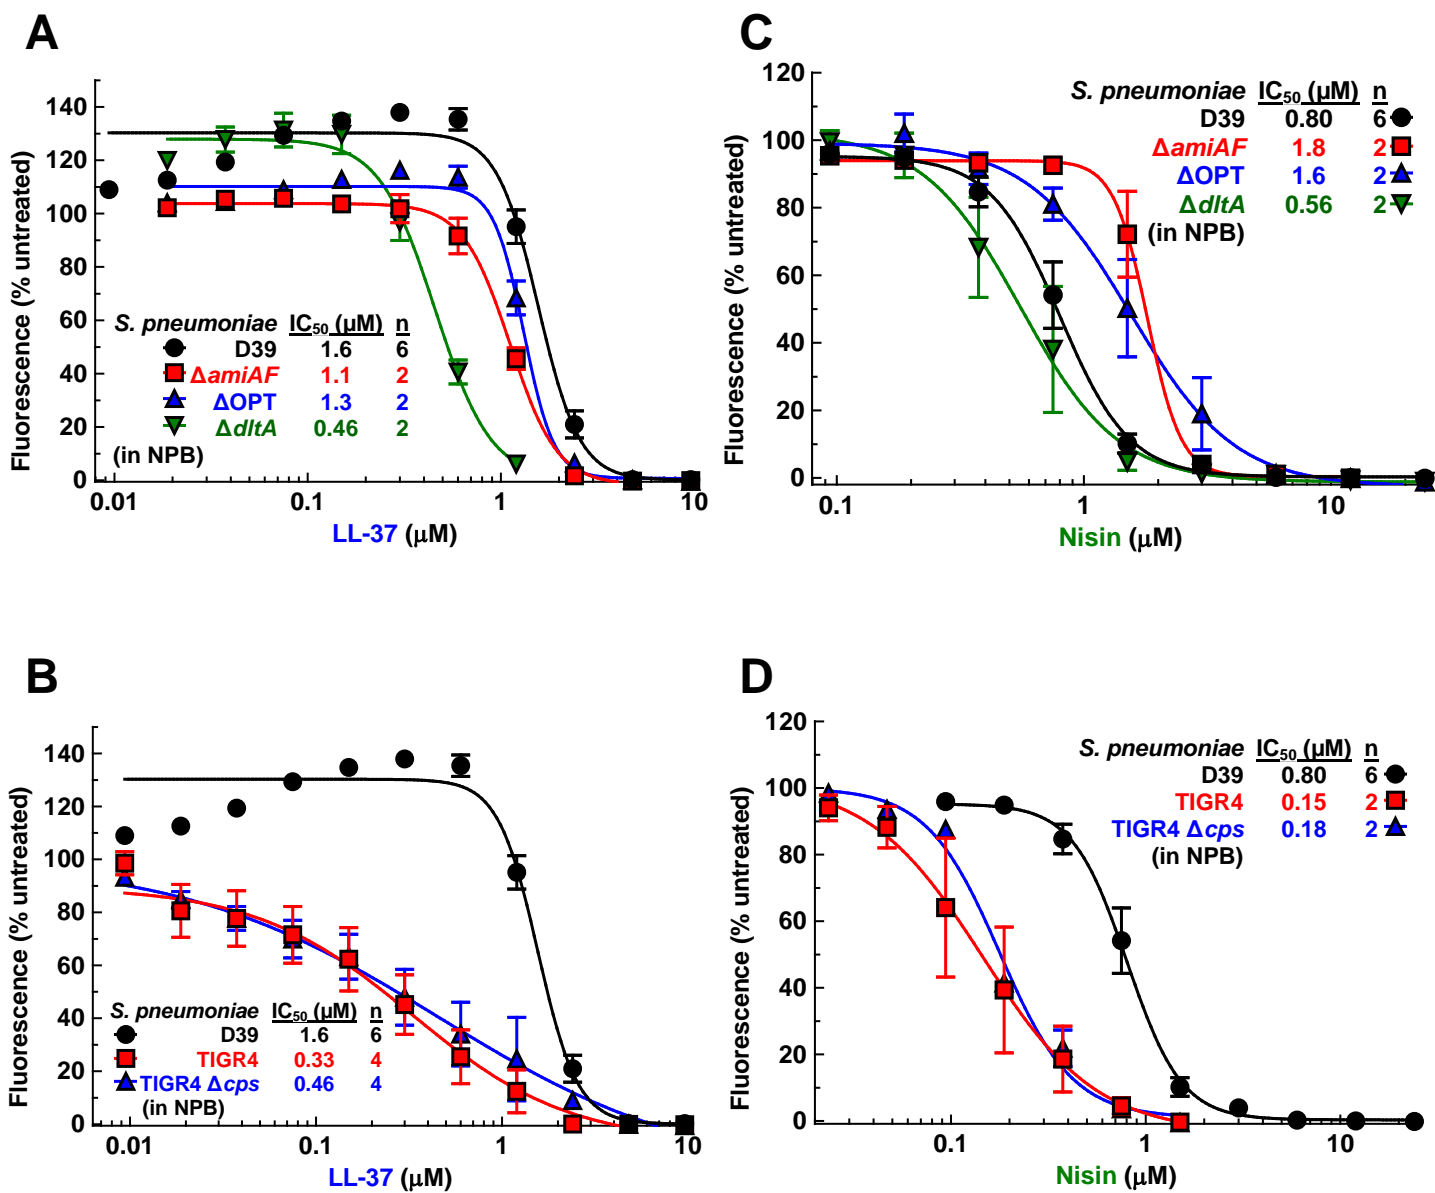 A
140
120
100
80
60
40
20
0
Fluorescence (% untreated)
S. pneumoniae IC50 (µM) n
D39 1.6 6
ΔamiAF 1.1 2
ΔOPT 1.3 2
ΔdltA 0.46 2
(in NPB)
0.01 0.1 1 10
LL-37 (µM)
C
120
100
80
60
40
20
0
Fluorescence (% untreated)
S. pneumoniae IC50 (µM) n
D39 0.80 6
ΔamiAF 1.8 2
ΔOPT 1.6 2
ΔdltA 0.56 2
(in NPB)
0.1 1 10
Nisin (µM)
B
140
120
100
80
60
40
20
0
Fluorescence (% untreated)
S. pneumoniae IC50 (µM) n
D39 1.6 6
TIGR4 0.33 4
TIGR4 Δcps 0.46 4
(in NPB)
0.01 0.1 1 10
LL-37 (µM)
D
120
100
80
60
40
20
0
Fluorescence (% untreated)
S. pneumoniae IC50 (µM) n
D39 0.80 6
TIGR4 0.15 2
TIGR4 Δcps 0.18 2
(in NPB)
0.1 1 10
Nisin (µM)